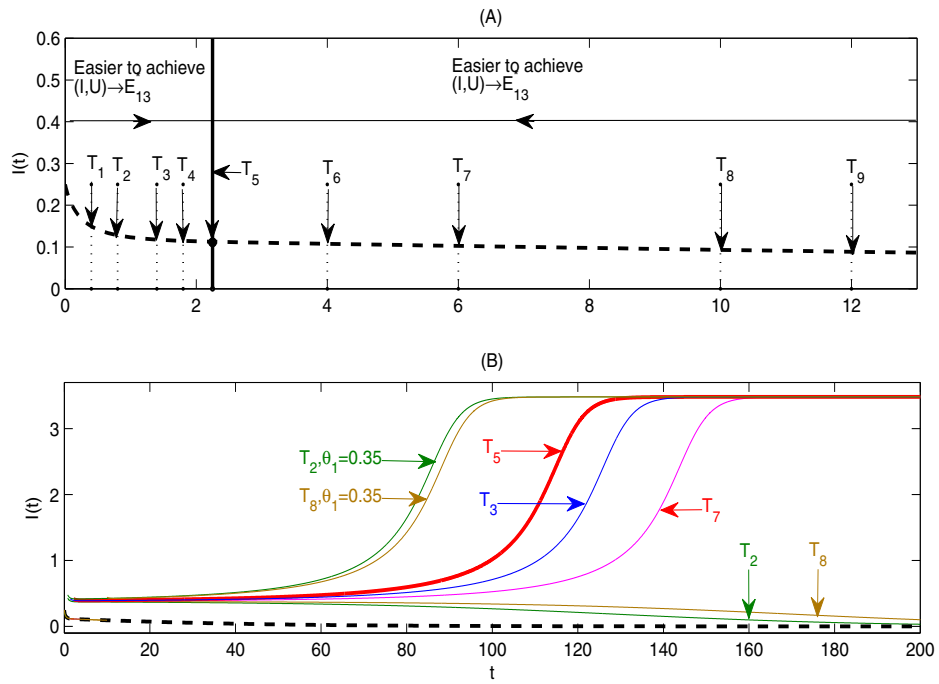 (A)
0.6
0.5
0.4
0.3
0.2
0.1
0
I(t)
Easier to achieve
(I,U)→E13
Easier to achieve
(I,U)→E13
T1 T2 T3 T4 T5 T6 T7 T8 T9
0 2 4 6 8 10 12
(B)
3
2
1
0
I(t)
T2,θ1=0.35
T8,θ1=0.35
T5
T3
T7
T2
T8
0 20 40 60 80 100 120 140 160 180 200
t